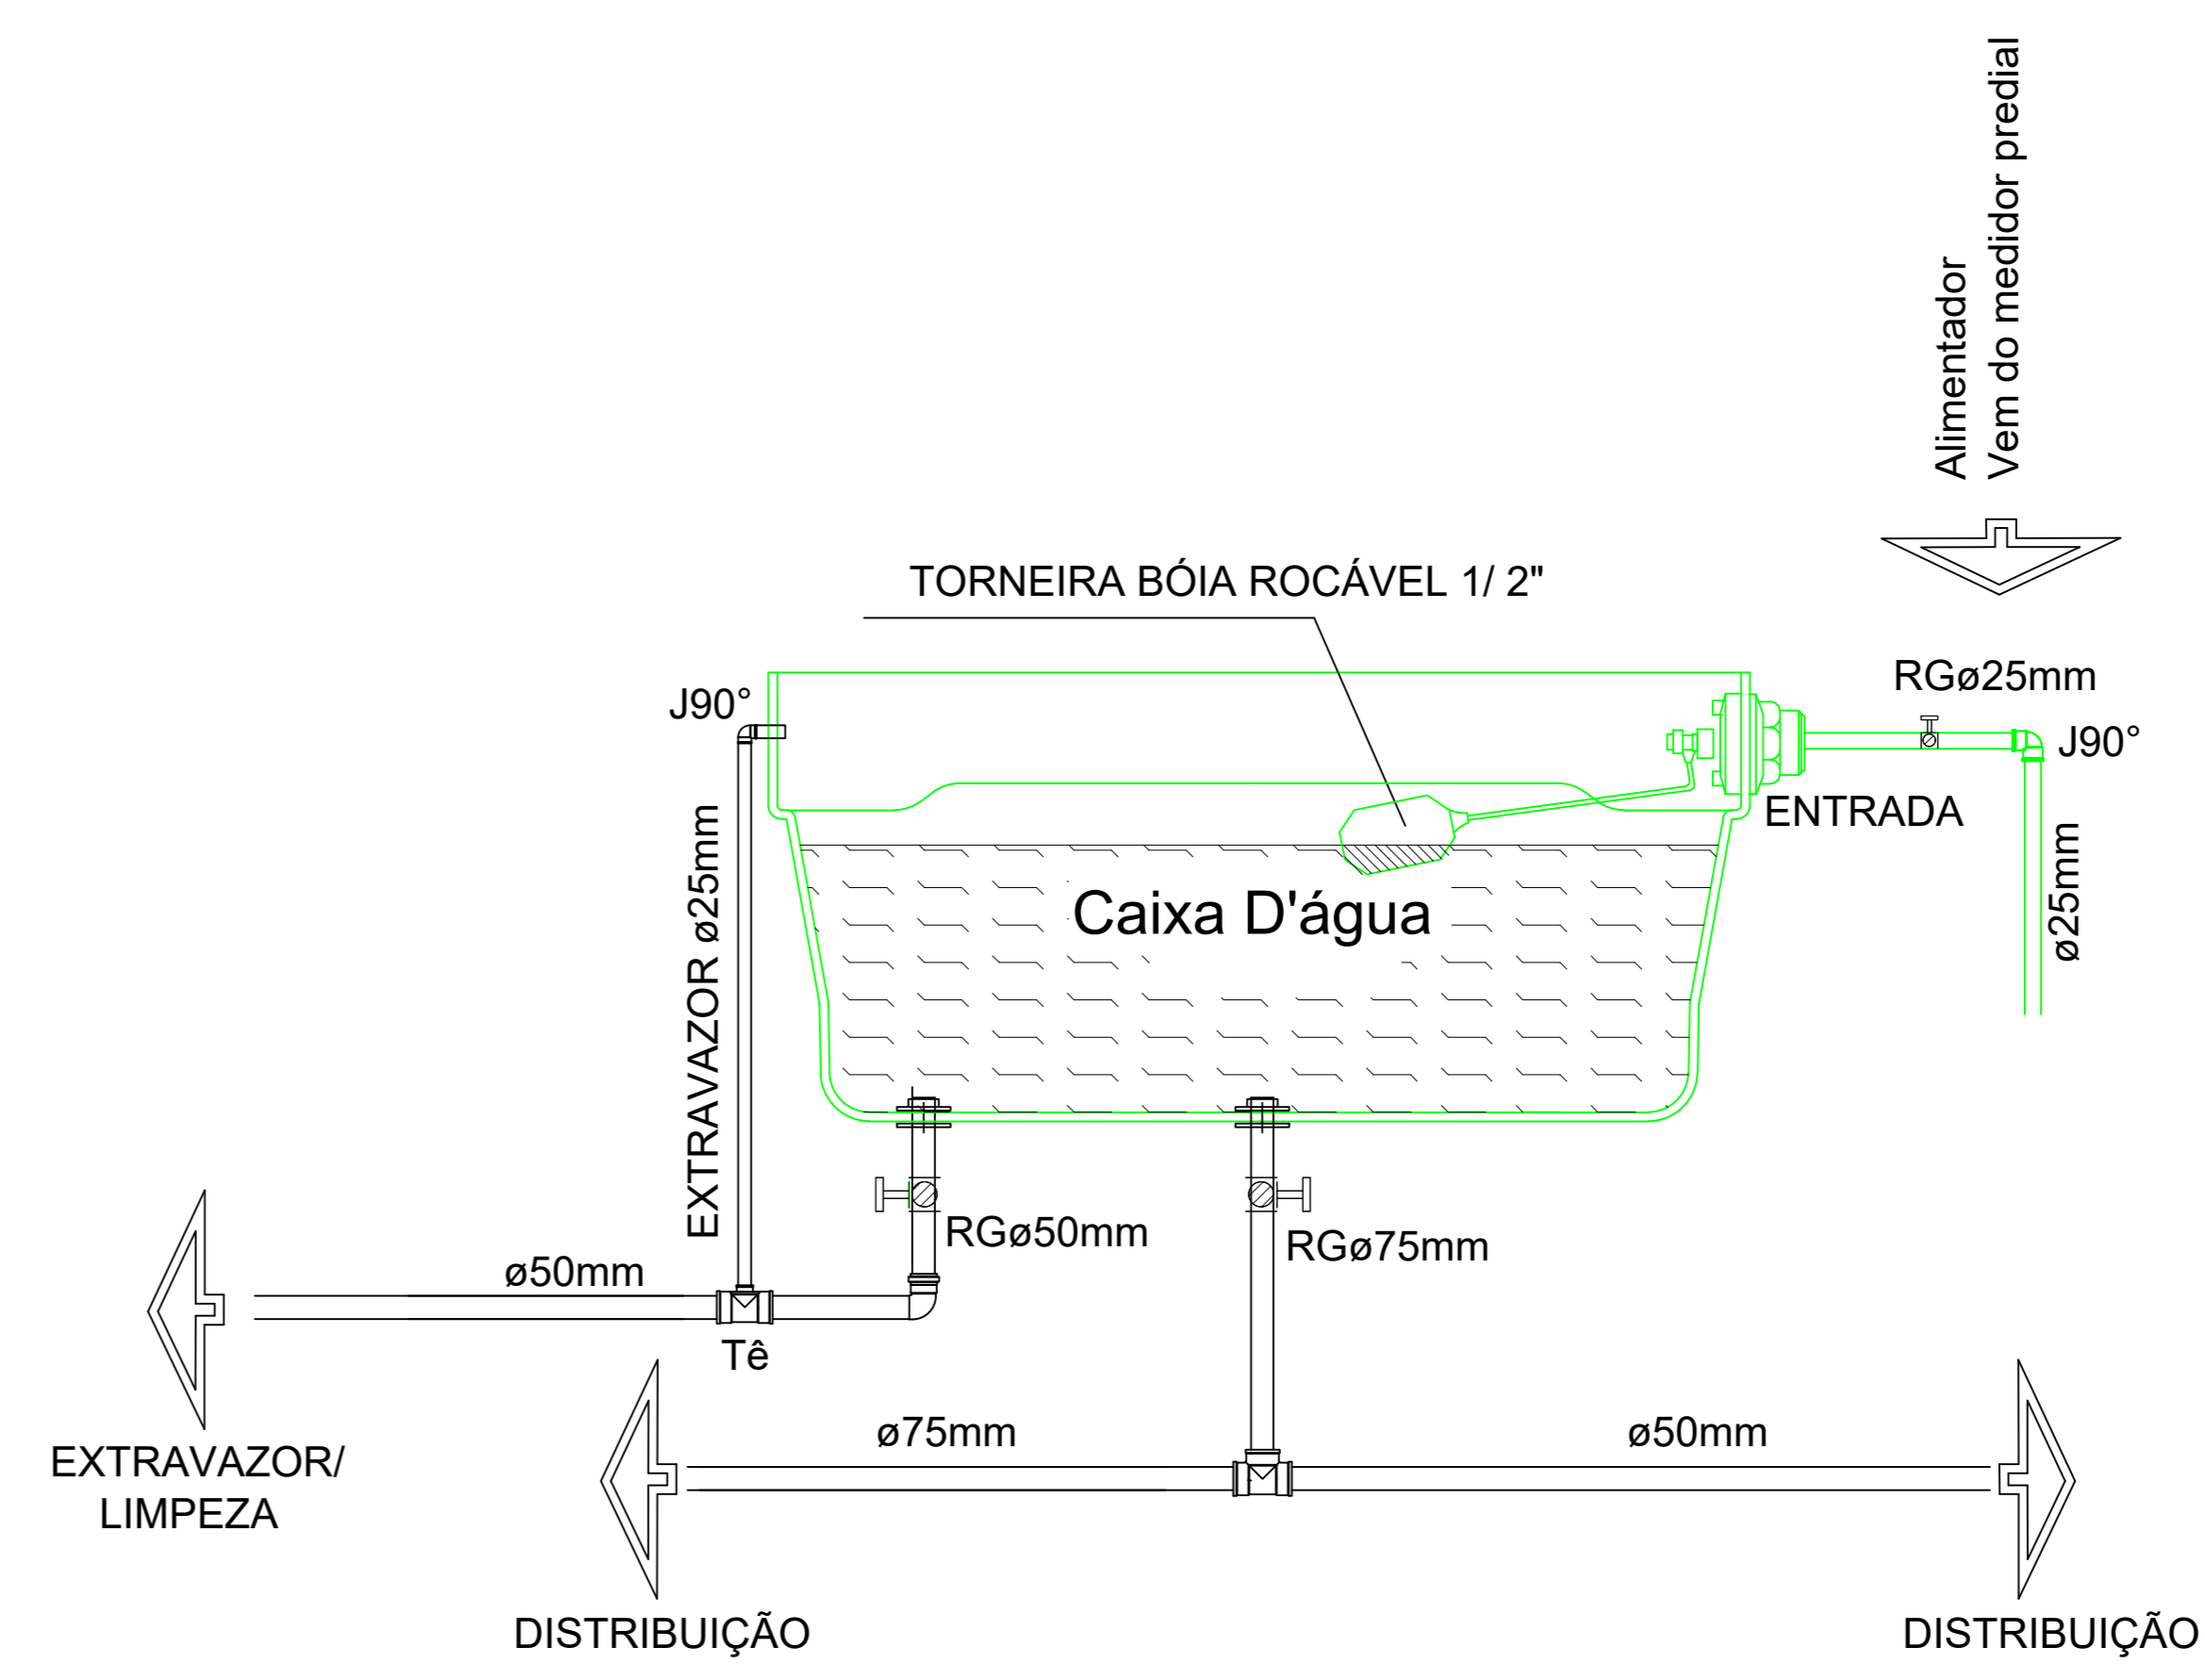 Alimentador
Vem do medidor predial
TORNEIRA BÓIA ROCÁVEL 1/ 2"
RGø25mm
J90°
J90°
ENTRADA
EXTRAVAZOR ø25mm
ø25mm
Caixa D'água
RGø50mm
RGø75mm
ø50mm
Tê
ø75mm
ø50mm
EXTRAVAZOR/
LIMPEZA
DISTRIBUIÇÃO
DISTRIBUIÇÃO